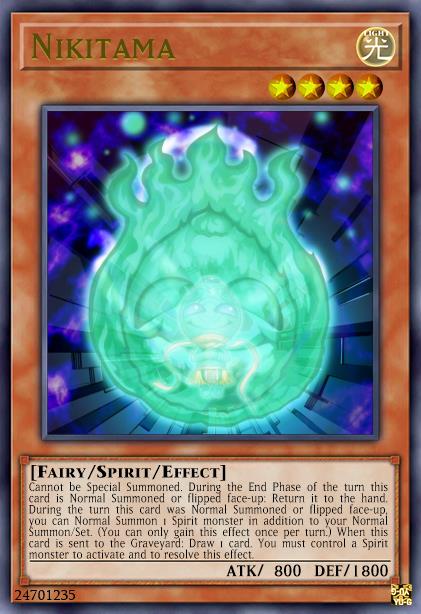 NIKITAMA
LIGHT
光
[FAIRY/SPIRIT/EFFECT]
Cannot be Special Summoned. During the End Phase of the turn this
card is Normal Summoned or flipped face-up: Return it to the hand.
During the turn this card was Normal Summoned or flipped face-up,
you can Normal Summon 1 Spirit monster in addition to your Normal
Summon/Set. (You can only gain this effect once per turn.) When this
card is sent to the Graveyard: Draw 1 card. You must control a Spirit
monster to activate and to resolve this effect.
ATK/ 800 DEF/1800
24701235